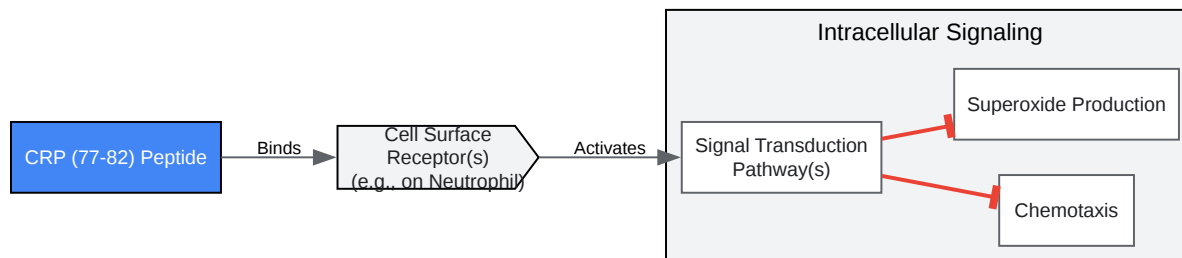 Intracellular Signaling
Superoxide Production
CRP (77-82) Peptide
Binds
Cell Surface
Receptor(s)
(e.g., on Neutrophil)
Activates
Signal Transduction
Pathway(s)
Chemotaxis